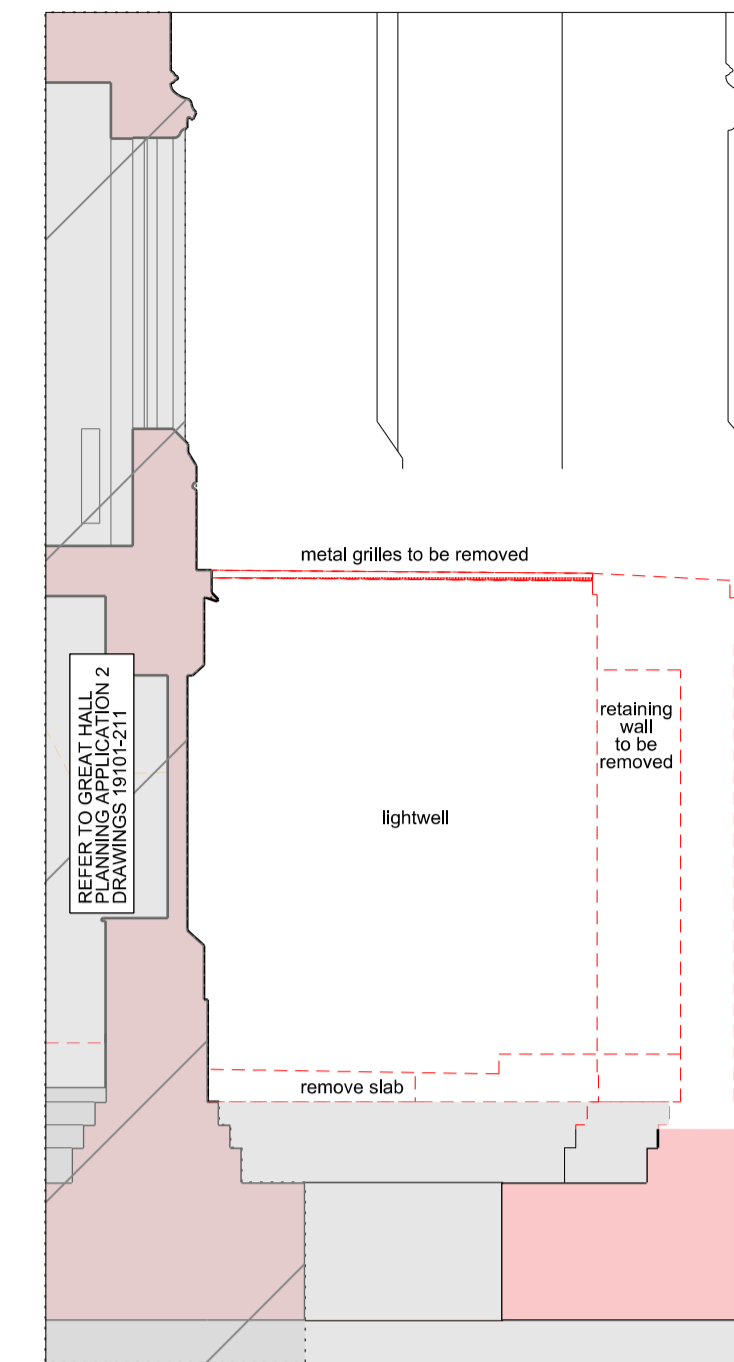 metal grilles to be removed
REFER TO GREAT HALL
PLANNING APPLICATION 2
DRAWINGS 19101-211
retaining
wall
to be
removed
lightwell
remove slab